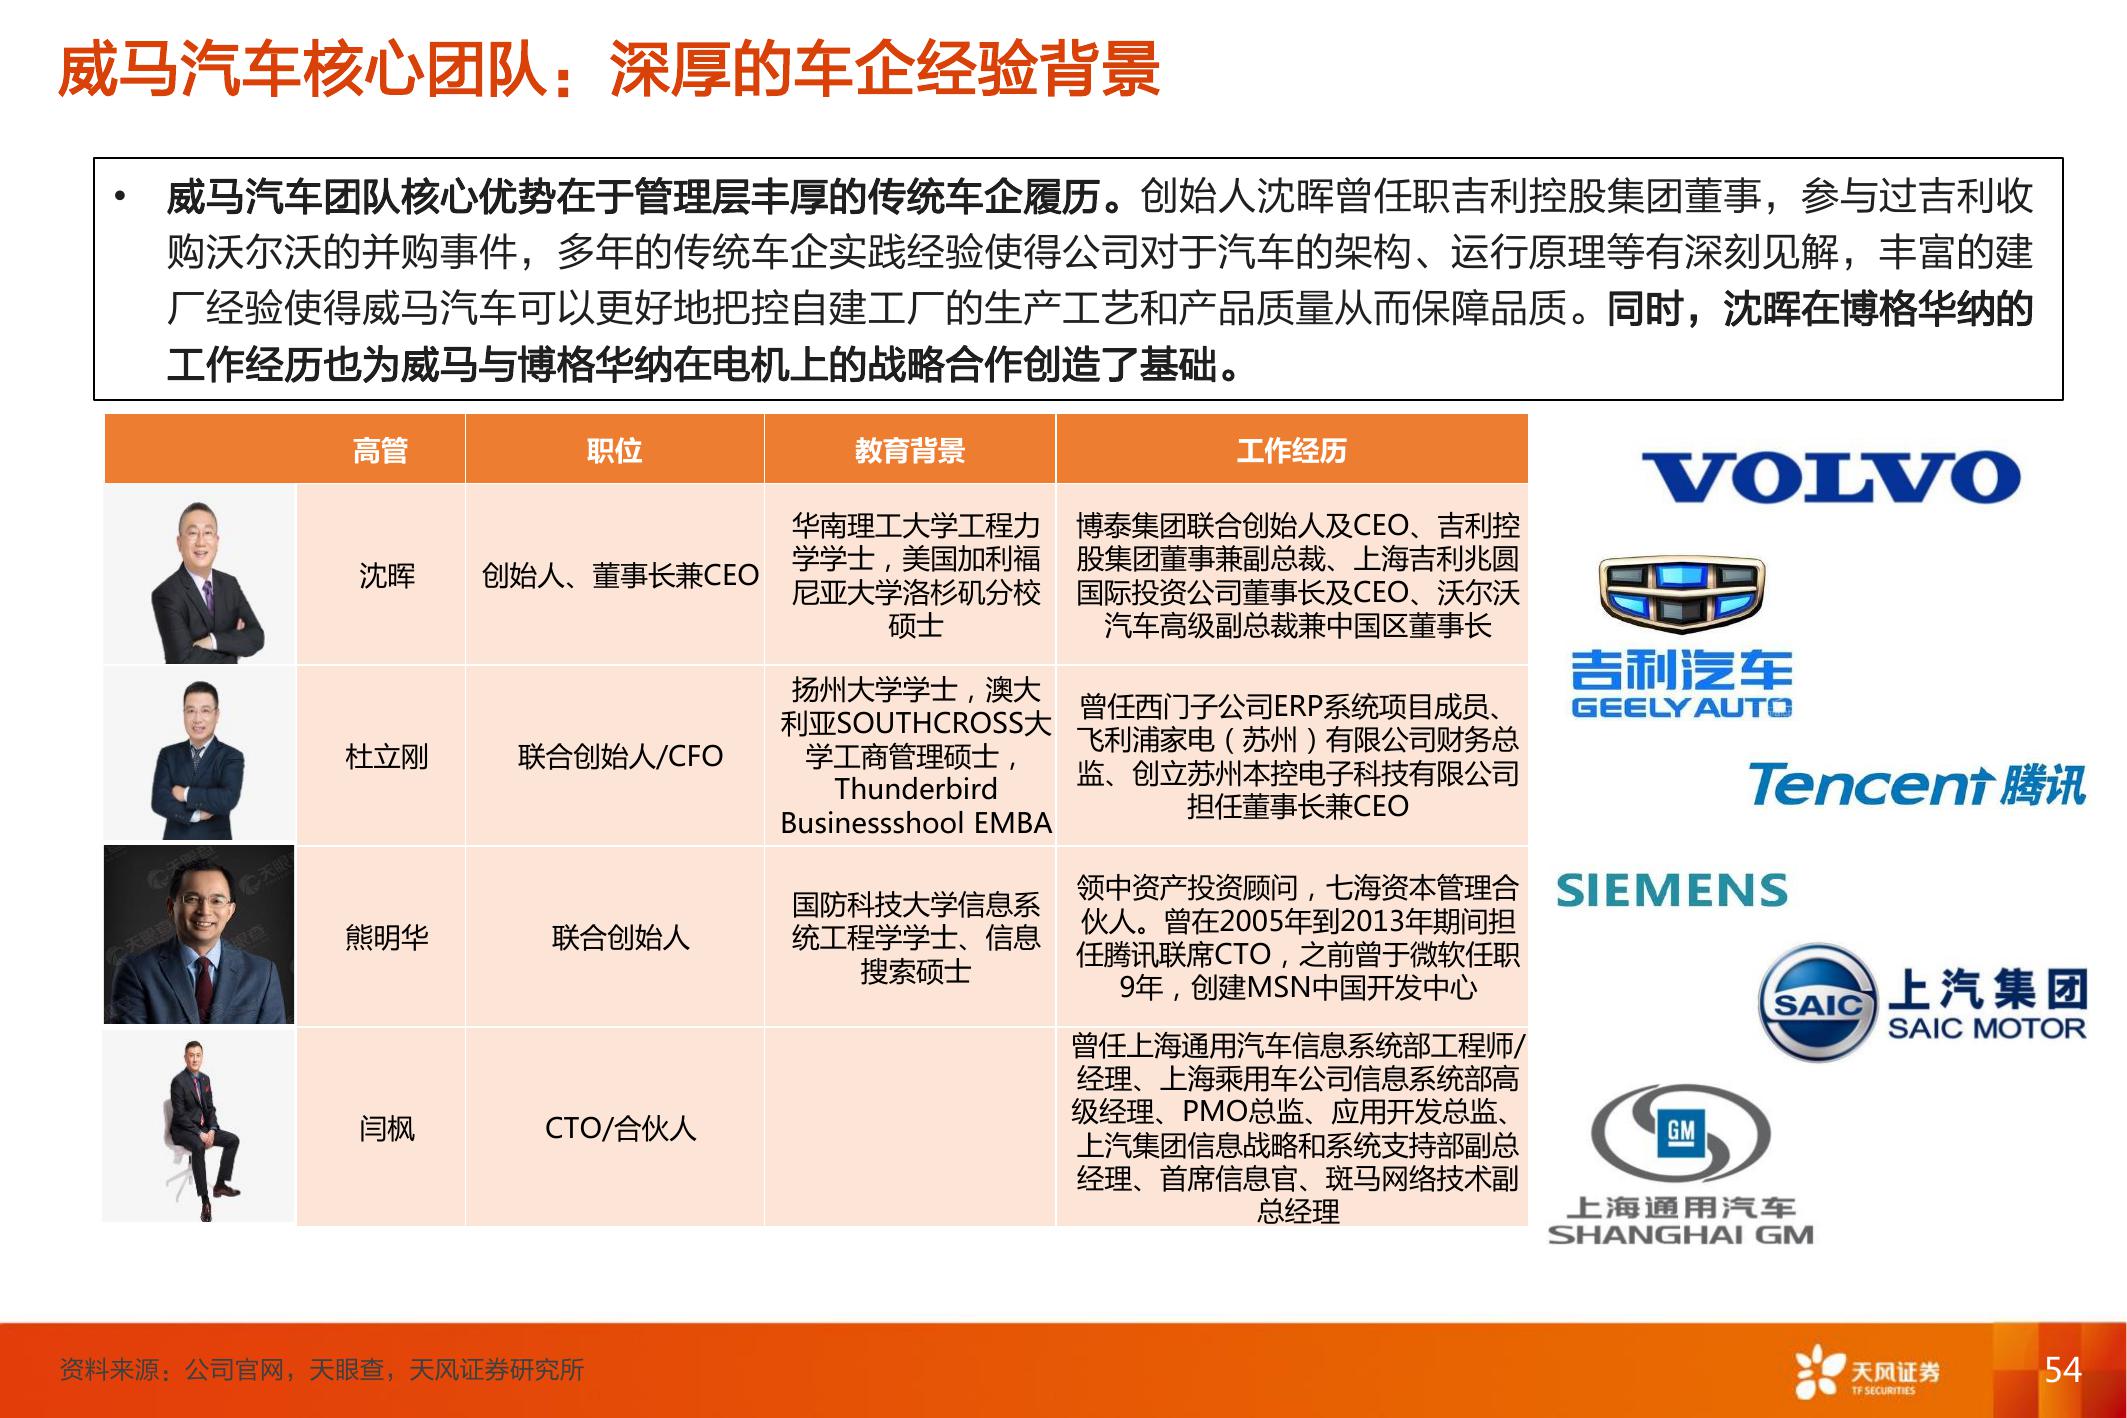 威马汽车核心团队：深厚的车企经验背景
• 威马汽车团队核心优势在于管理层丰厚的传统车企履历。创始人沈晖曾任职吉利控股集团董事，参与过吉利收
购沃尔沃的并购事件，多年的传统车企实践经验使得公司对于汽车的架构、运行原理等有深刻见解，丰富的建
厂经验使得威马汽车可以更好地把控自建工厂的生产工艺和产品质量从而保障品质。同时，沈晖在博格华纳的
工作经历也为威马与博格华纳在电机上的战略合作创造了基础。
高管 职位 教育背景 工作经历
沈晖
创始人、董事长兼CEO
华南理工大学工程力
学学士，美国加利福
尼亚大学洛杉矶分校
硕士
博泰集团联合创始人及CEO、吉利控
股集团董事兼副总裁、上海吉利兆圆
国际投资公司董事长及CEO、沃尔沃
汽车高级副总裁兼中国区董事长
杜立刚
联合创始人/CFO
扬州大学学士，澳大
利亚SOUTHCROSS大
学工商管理硕士，
Thunderbird
Businessshool EMBA
曾任西门子公司ERP系统项目成员、
飞利浦家电（苏州）有限公司财务总
监、创立苏州本控电子科技有限公司
担任董事长兼CEO
熊明华
联合创始人
国防科技大学信息系
统工程学学士、信息
搜索硕士
领中资产投资顾问，七海资本管理合
伙人。曾在2005年到2013年期间担
任腾讯联席CTO，之前曾于微软任职
9年，创建MSN中国开发中心
闫枫
CTO/合伙人
曾任上海通用汽车信息系统部工程师/
经理、上海乘用车公司信息系统部高
级经理、PMO总监、应用开发总监、
上汽集团信息战略和系统支持部副总
经理、首席信息官、斑马网络技术副
总经理
VOLVO
吉利汽车
GEELY AUTO
Tencent 腾讯
SIEMENS
SAIC
上汽集团
SAIC MOTOR
GM
上海通用汽车
SHANGHAI GM
天眼查
资料来源：公司官网，天眼查，天风证券研究所
天风证券
TF SECURITIES
54